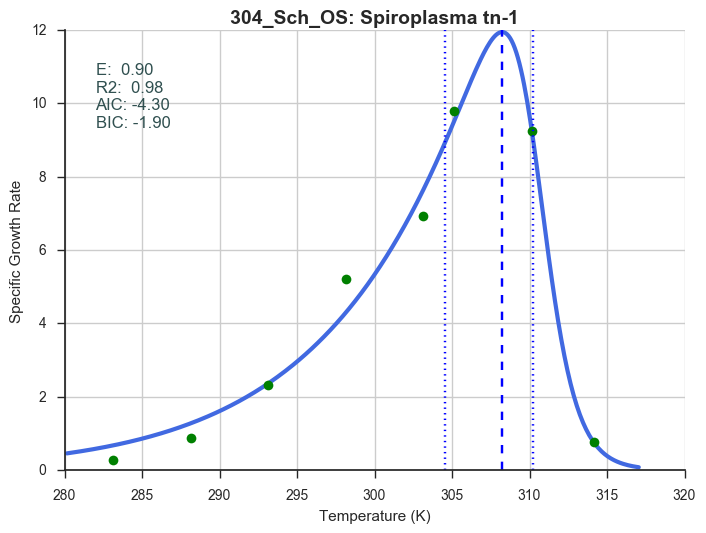 304_Sch_OS: Spiroplasma tn-1
E:  0.90
R2:  0.98
AIC: -4.30
BIC: -1.90
Specific Growth Rate
12
10
8
6
4
2
0
280 285 290 295 300 305 310 315 320
Temperature (K)